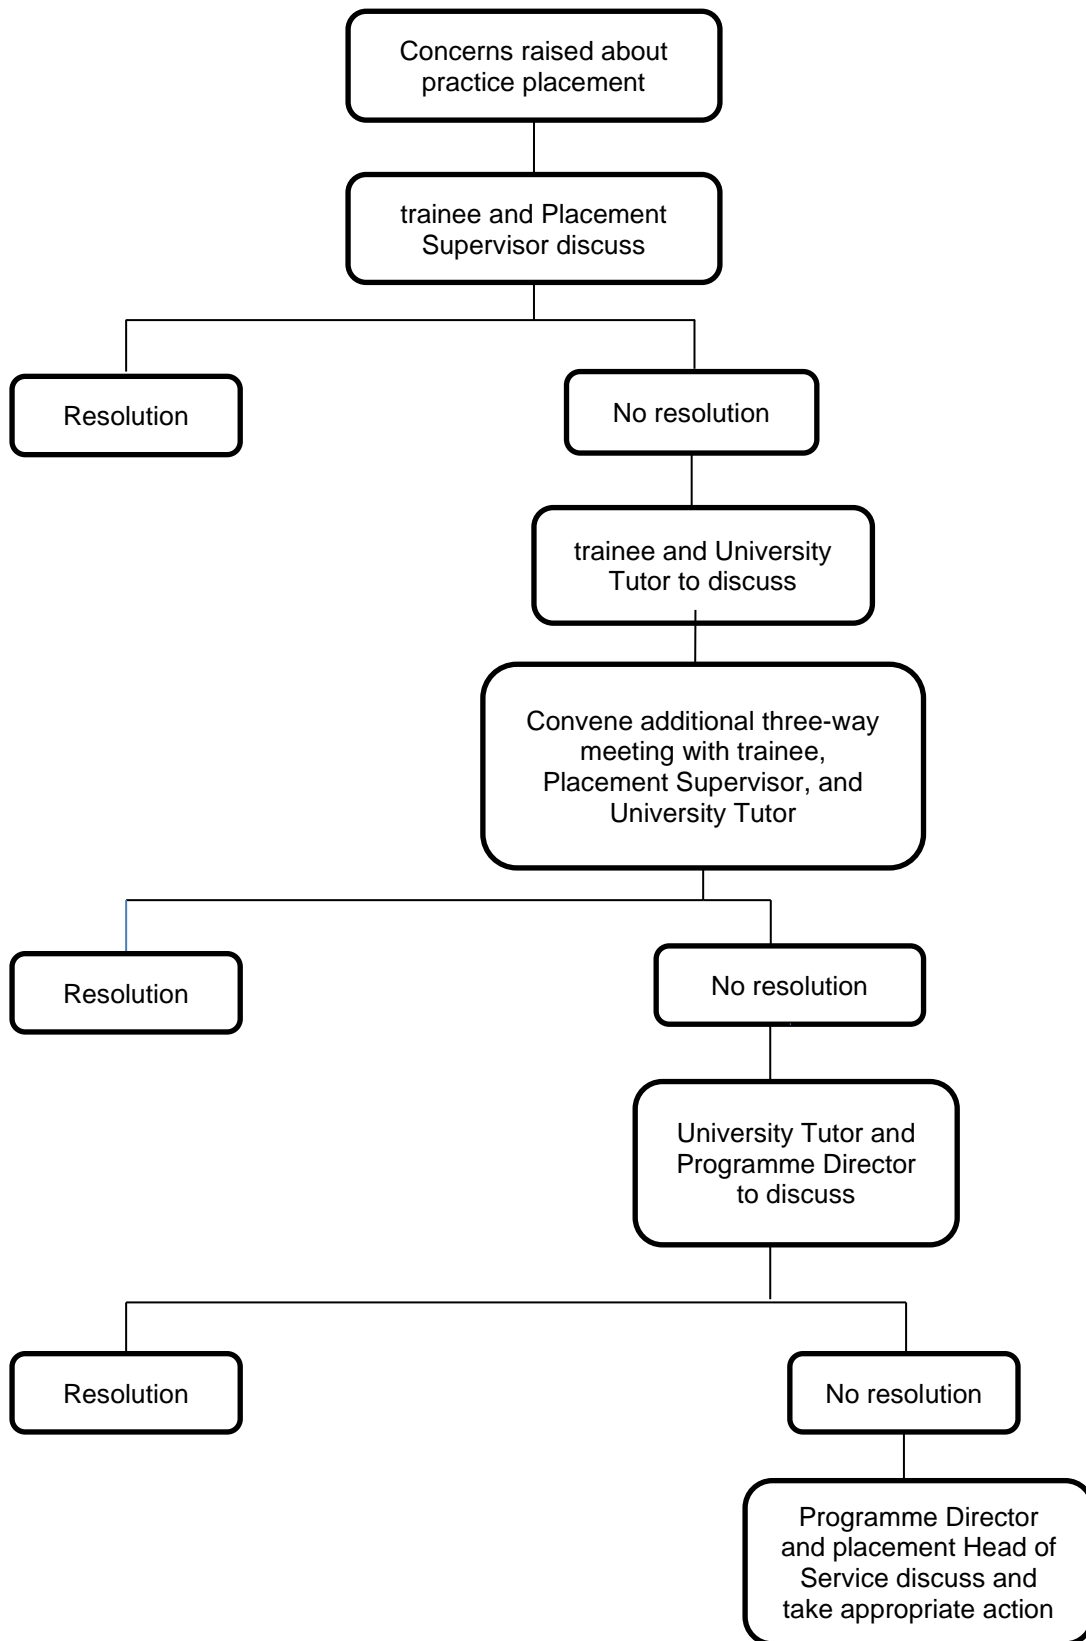 Concerns raised about
practice placement
trainee and Placement
Supervisor discuss
Resolution
No resolution
trainee and University
Tutor to discuss
Convene additional three-way
meeting with trainee,
Placement Supervisor, and
University Tutor
Resolution
No resolution
University Tutor and
Programme Director
to discuss
Resolution
No resolution
Programme Director
and placement Head of
Service discuss and
take appropriate action